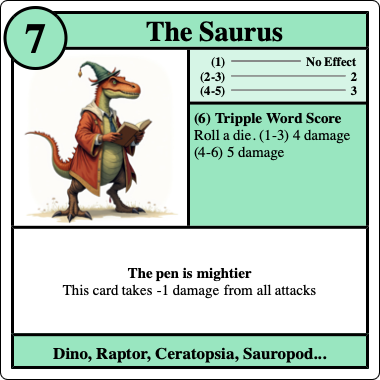 7
The Saurus
(1) No Effect
(2-3) 2
(4-5) 3
(6) Tripple Word Score
Roll a die. (1-3) 4 damage
(4-6) 5 damage
The pen is mightier
This card takes -1 damage from all attacks
Dino, Raptor, Ceratopsia, Sauropod...